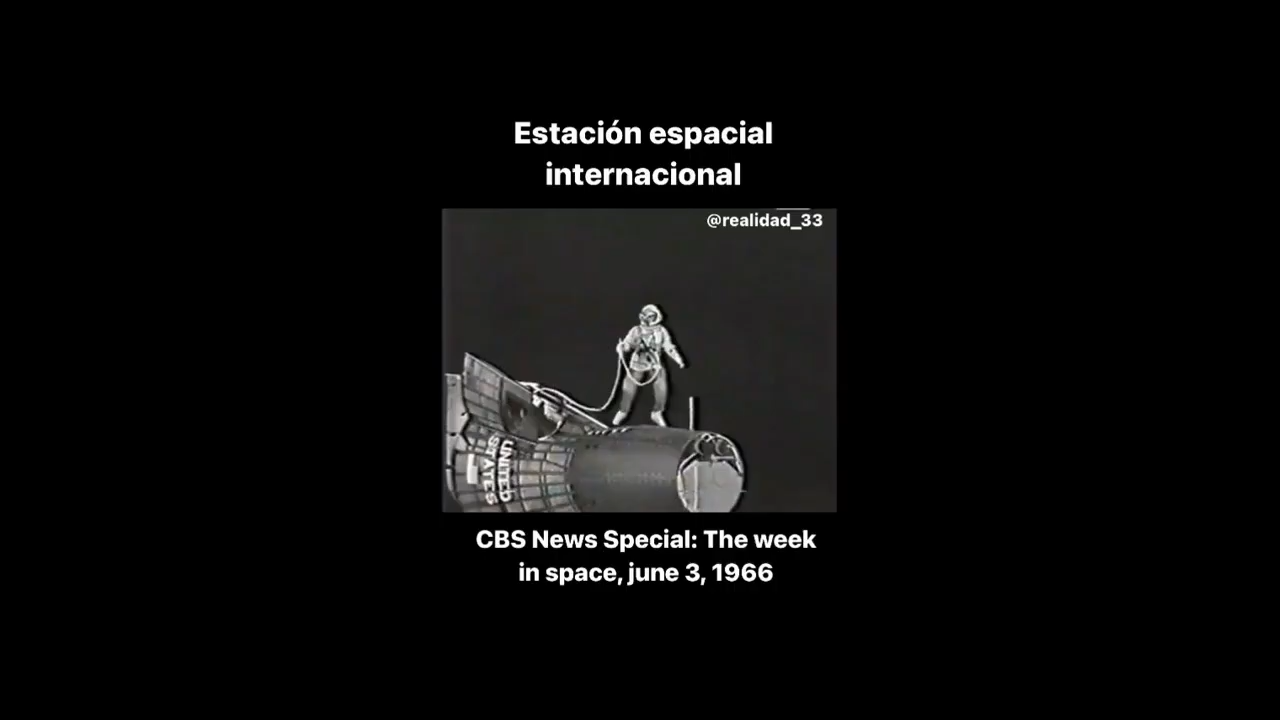 Estación espacial
internacional
@realidad_33
UNITED
STATES
CBS News Special: The week
in space, june 3, 1966